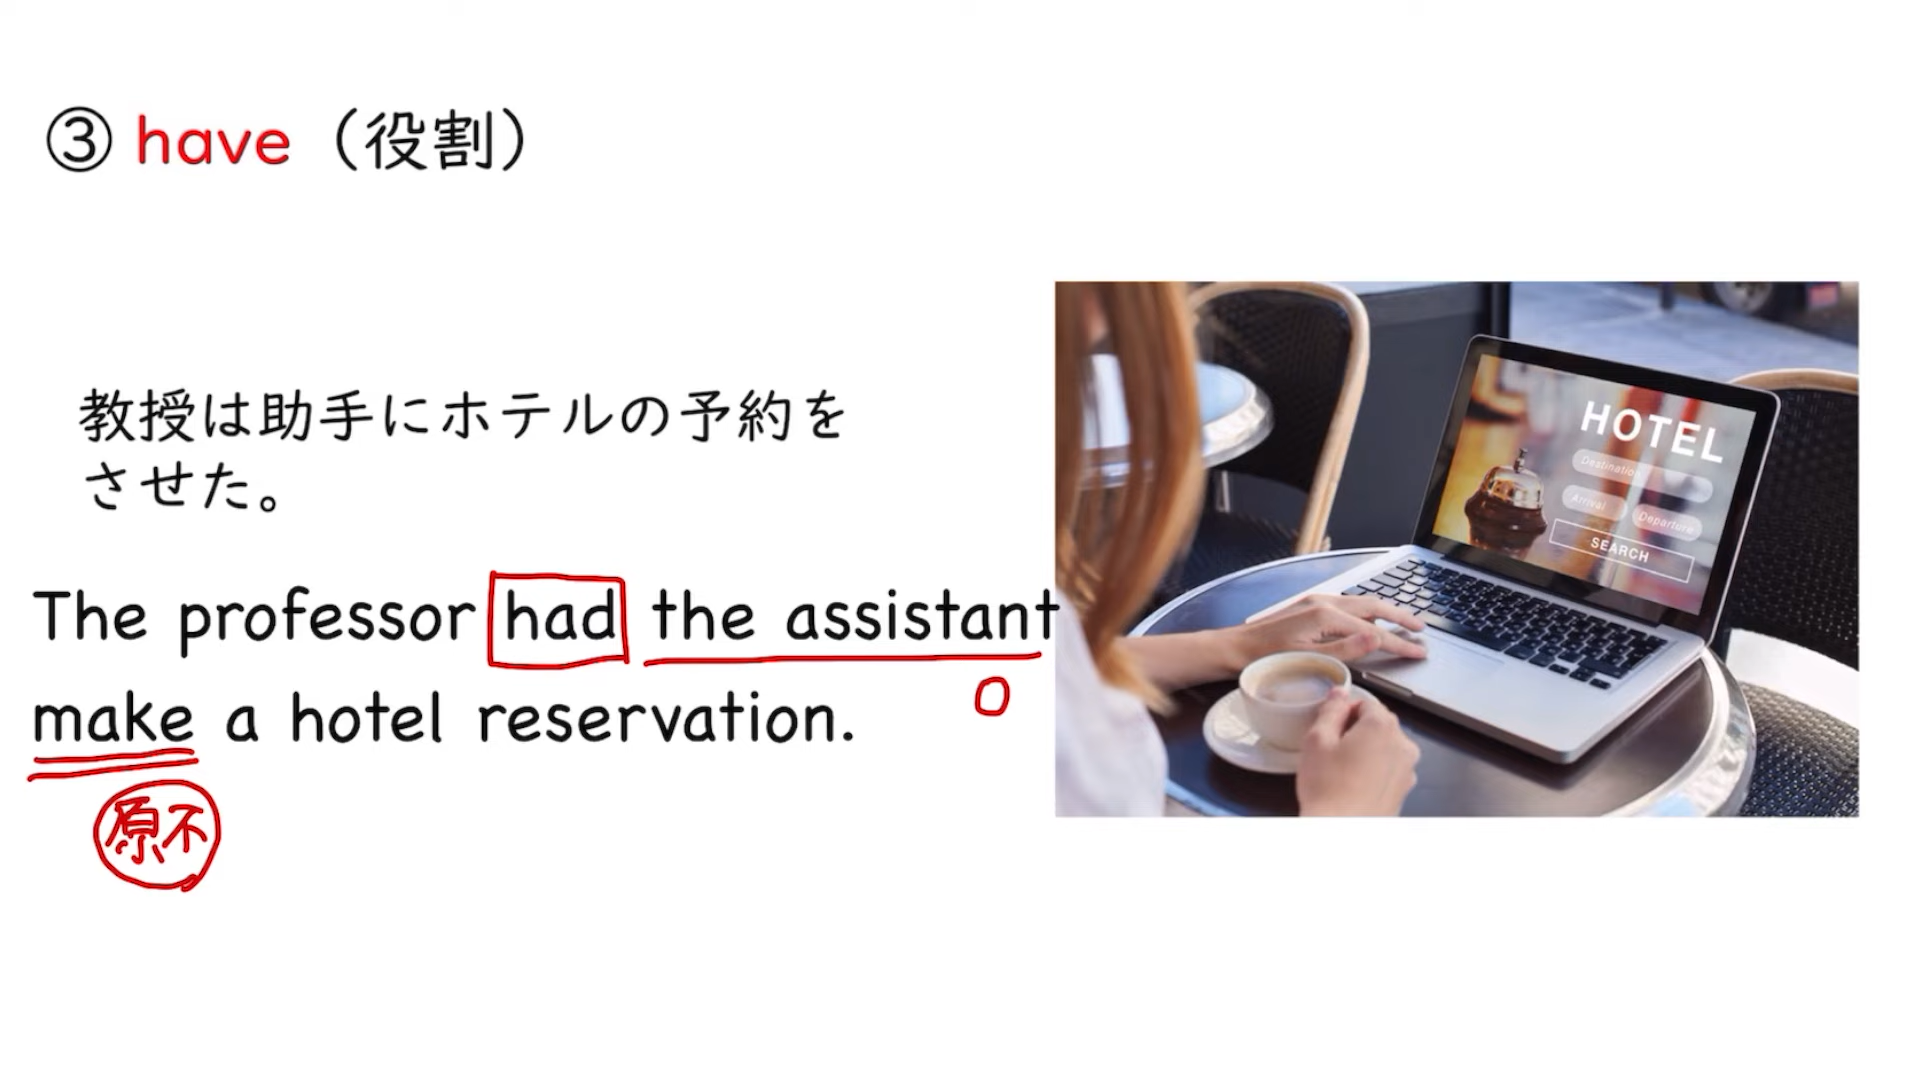 ③ have（役割）
教授は助手にホテルの予約を
させた。
The professor had the assistant
O
make a hotel reservation.
原不
HOTEL
Destination
Arrival Departure
SEARCH